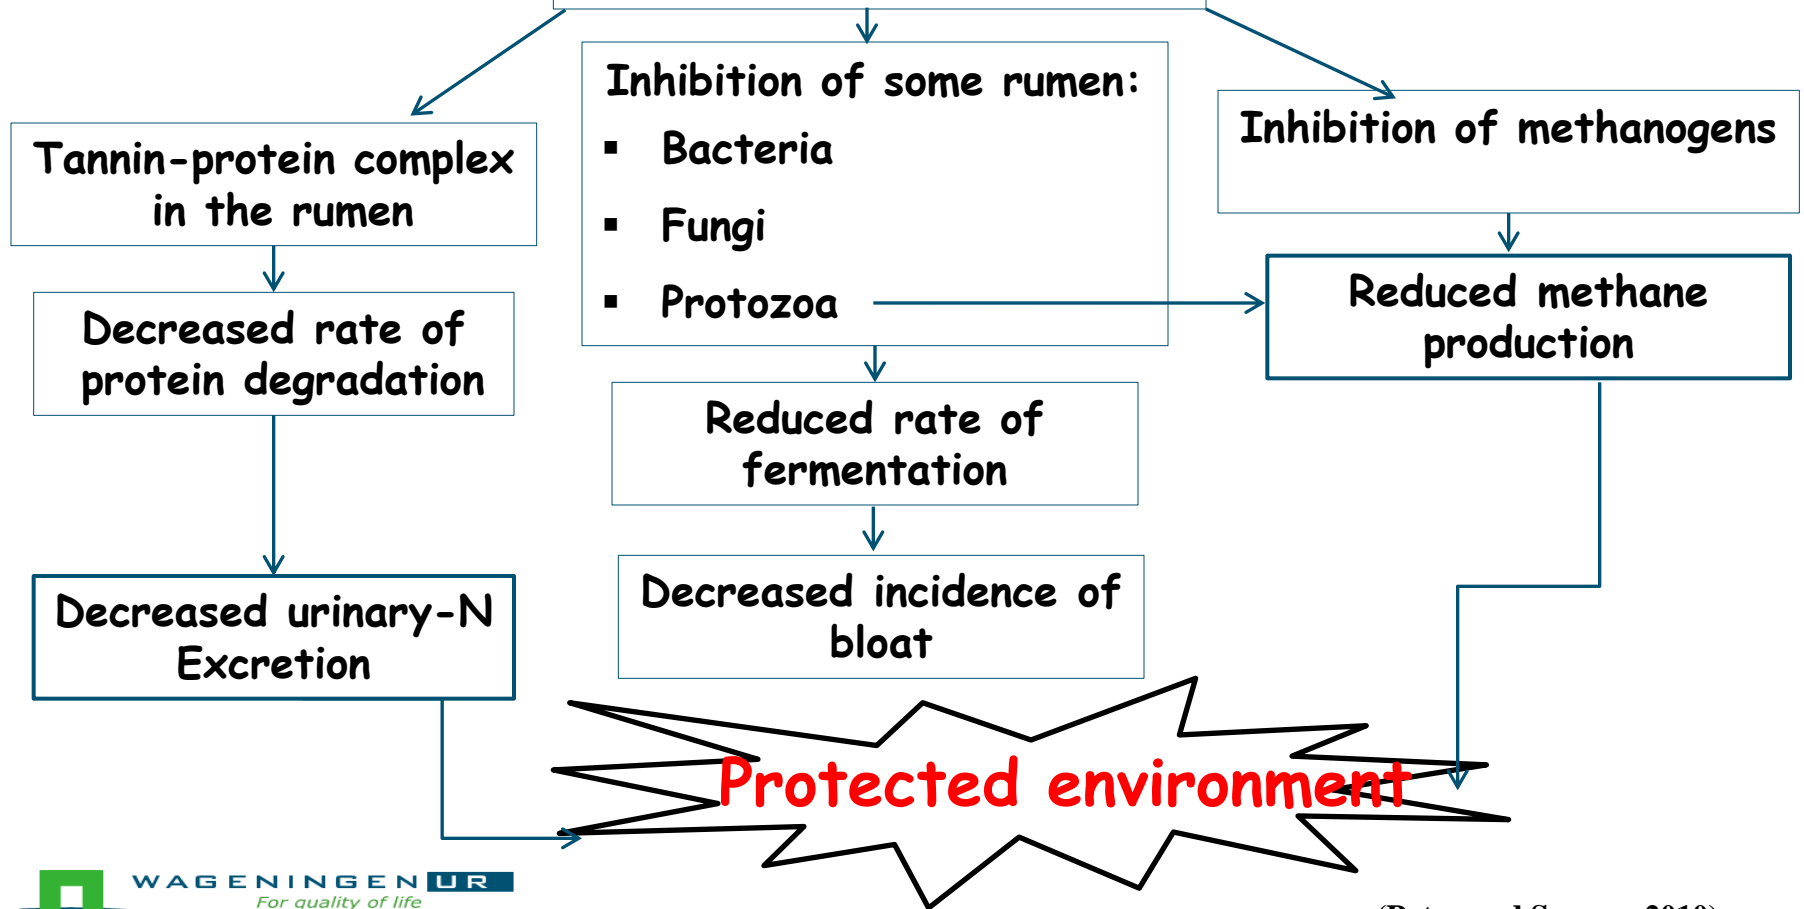 Inhibition of some rumen:
▪ Bacteria
▪ Fungi
▪ Protozoa
Inhibition of methanogens
Tannin-protein complex
in the rumen
Decreased rate of
protein degradation
Reduced methane
production
Reduced rate of
fermentation
Decreased urinary-N
Excretion
Decreased incidence of
bloat
Protected environment
WAGENINGEN UR
For quality of life
2010)